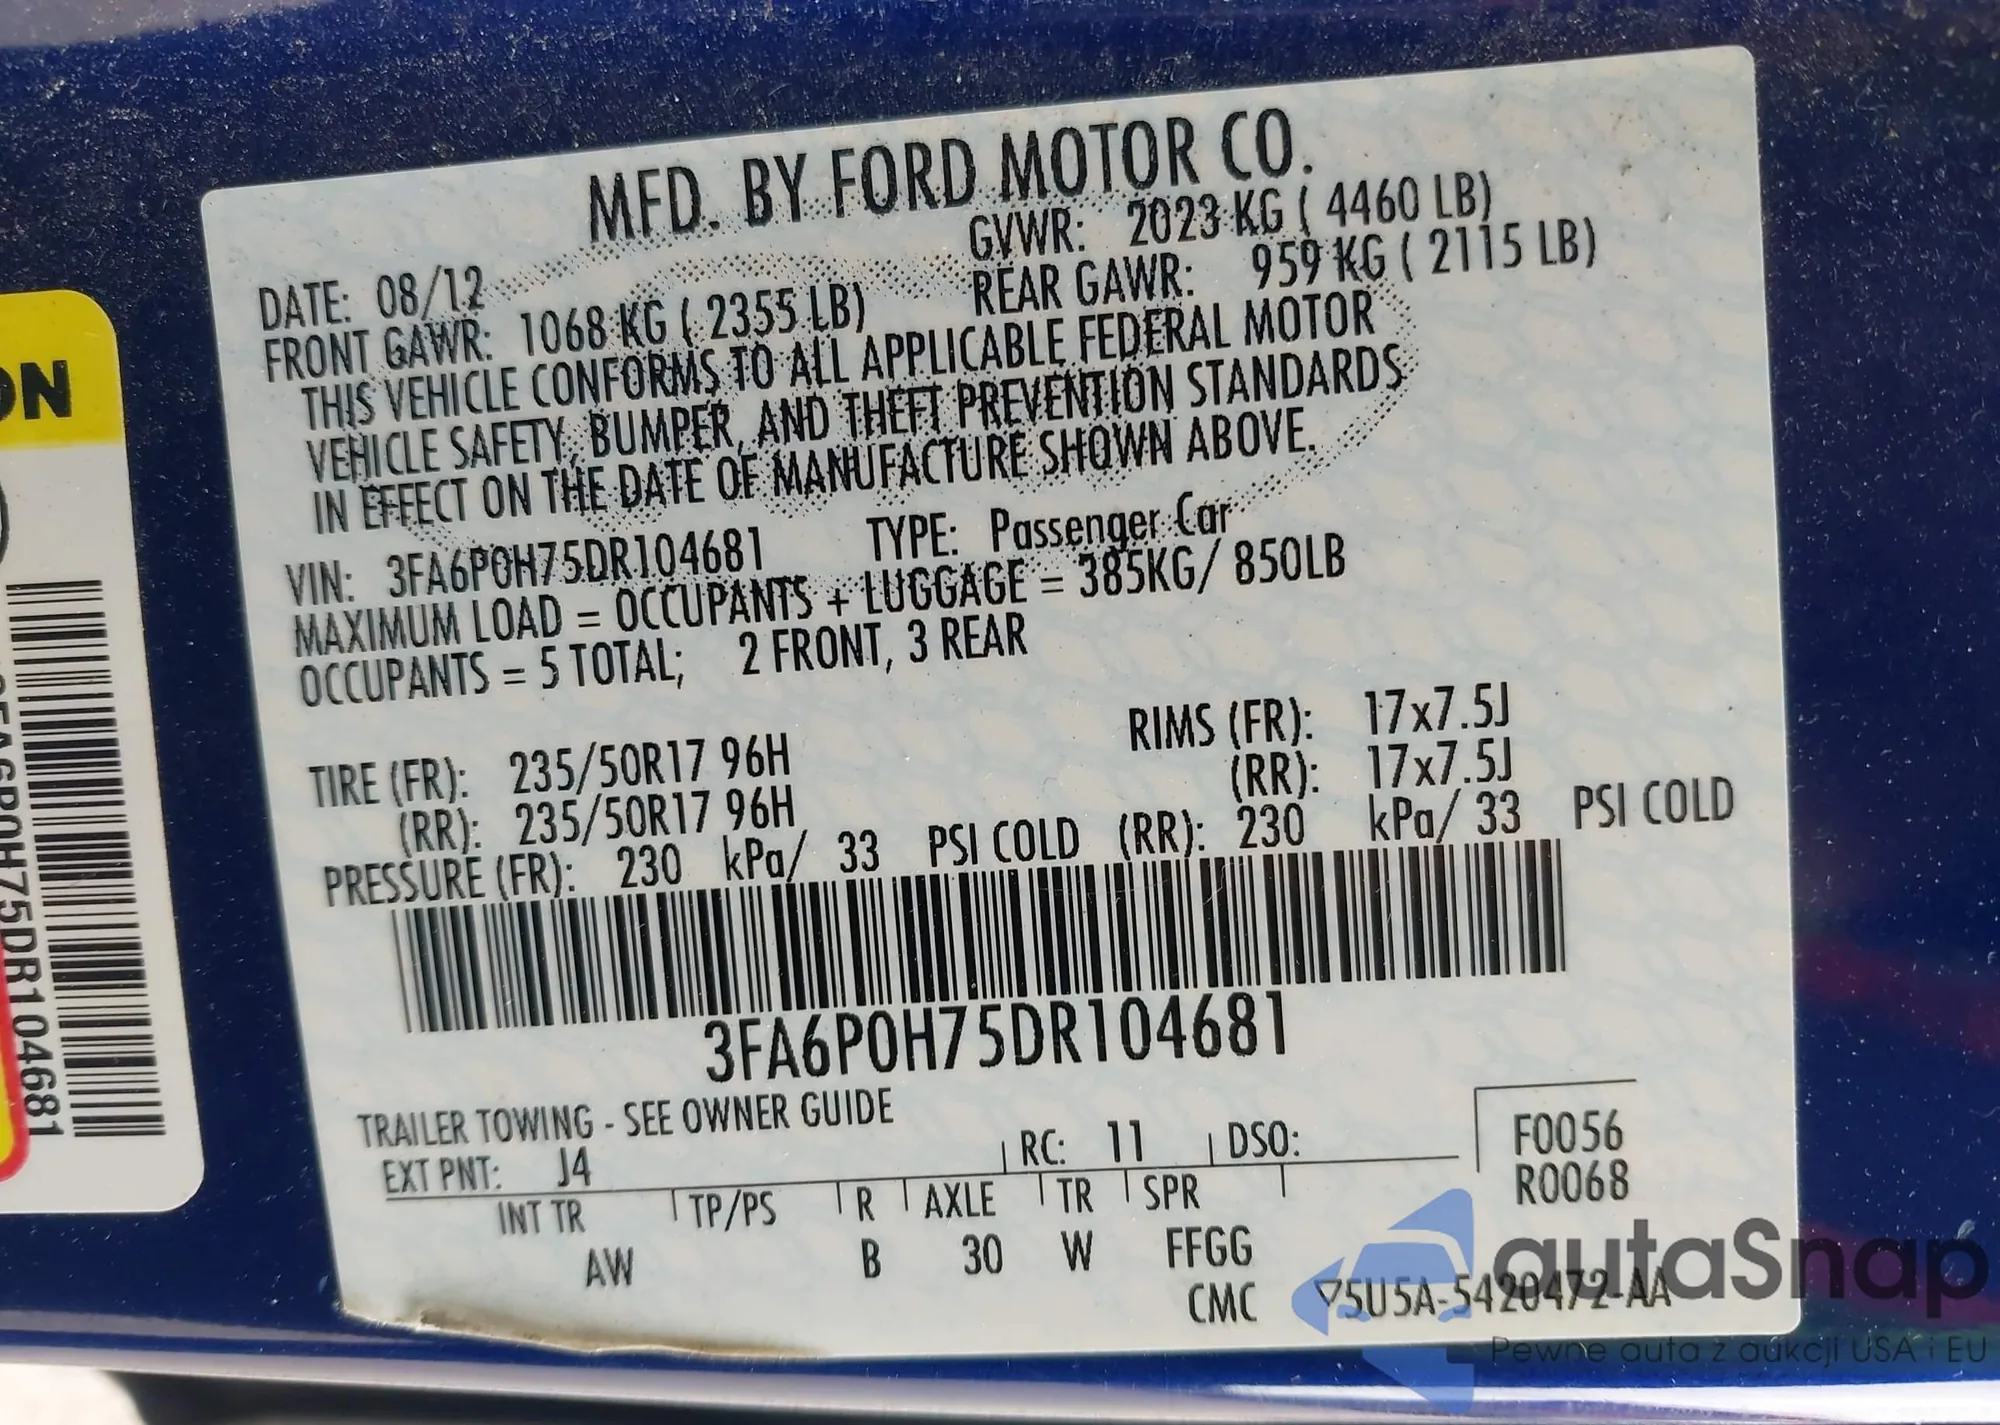 MFD. BY FORD MOTOR CO.
DATE: 08/12 GVWR: 2023 KG ( 4460 LB)
FRONT GAWR: 1068 KG ( 2355 LB) REAR GAWR: 959 KG ( 2115 LB)
THIS VEHICLE CONFORMS TO ALL APPLICABLE FEDERAL MOTOR
VEHICLE SAFETY, BUMPER, AND THEFT PREVENTION STANDARDS
IN EFFECT ON THE DATE OF MANUFACTURE SHOWN ABOVE.
VIN: 3FA6P0H75DR104681 TYPE: Passenger Car
MAXIMUM LOAD = OCCUPANTS + LUGGAGE = 385KG/ 850LB
OCCUPANTS = 5 TOTAL; 2 FRONT, 3 REAR
TIRE (FR): 235/50R17 96H RIMS (FR): 17x7.5J
(RR): 235/50R17 96H (RR): 17x7.5J
PRESSURE (FR): 230 kPa/ 33 PSI COLD (RR): 230 kPa/ 33 PSI COLD
3FA6P0H75DR104681
TRAILER TOWING - SEE OWNER GUIDE
EXT PNT: J4 RC: 11 DSO: F0056
R0068
INT TR TP/PS R AXLE TR SPR
AW B 30 W FFGG
CMC ▽5U5A-5420472-AA
ON
3FA6P0H75DR104681
autaSnap
Pewne auta z aukcji USA i EU